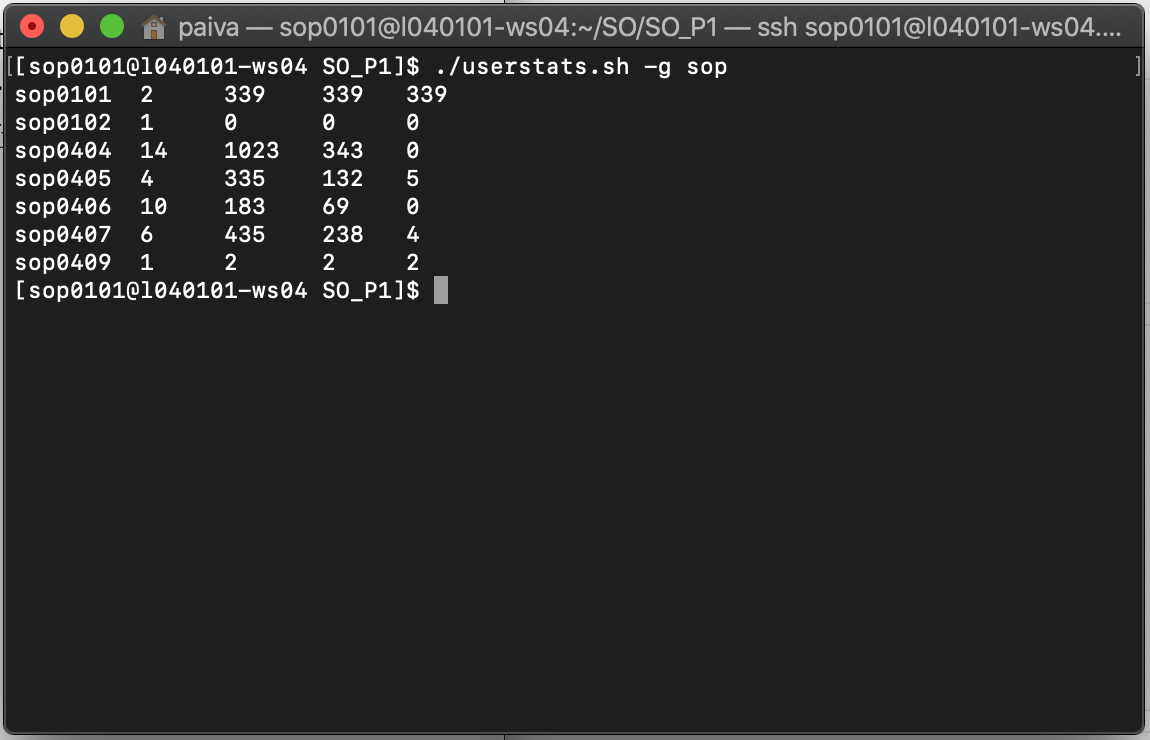 paiva — sop0101@l040101-ws04:~/SO/SO_P1 — ssh sop0101@l040101-ws04....
[[sop0101@l040101-ws04 SO_P1]$ ./userstats.sh -g sop ]
sop0101 2 339 339 339
sop0102 1 0 0 0
sop0404 14 1023 343 0
sop0405 4 335 132 5
sop0406 10 183 69 0
sop0407 6 435 238 4
sop0409 1 2 2 2
[sop0101@l040101-ws04 SO_P1]$